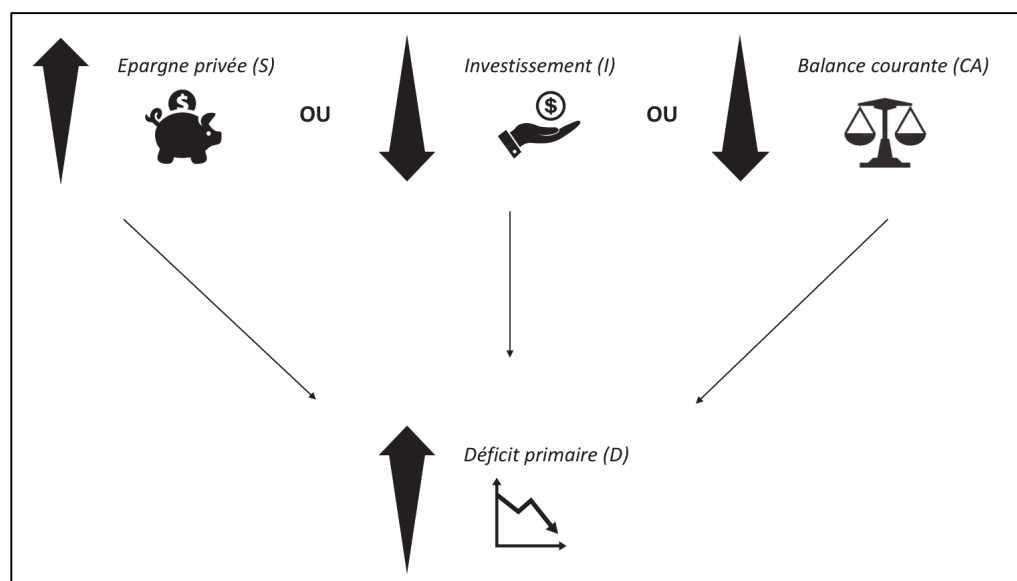 Epargne privée (S)
OU
Investissement (I)
OU
Balance courante (CA)
$
$
Déficit primaire (D)